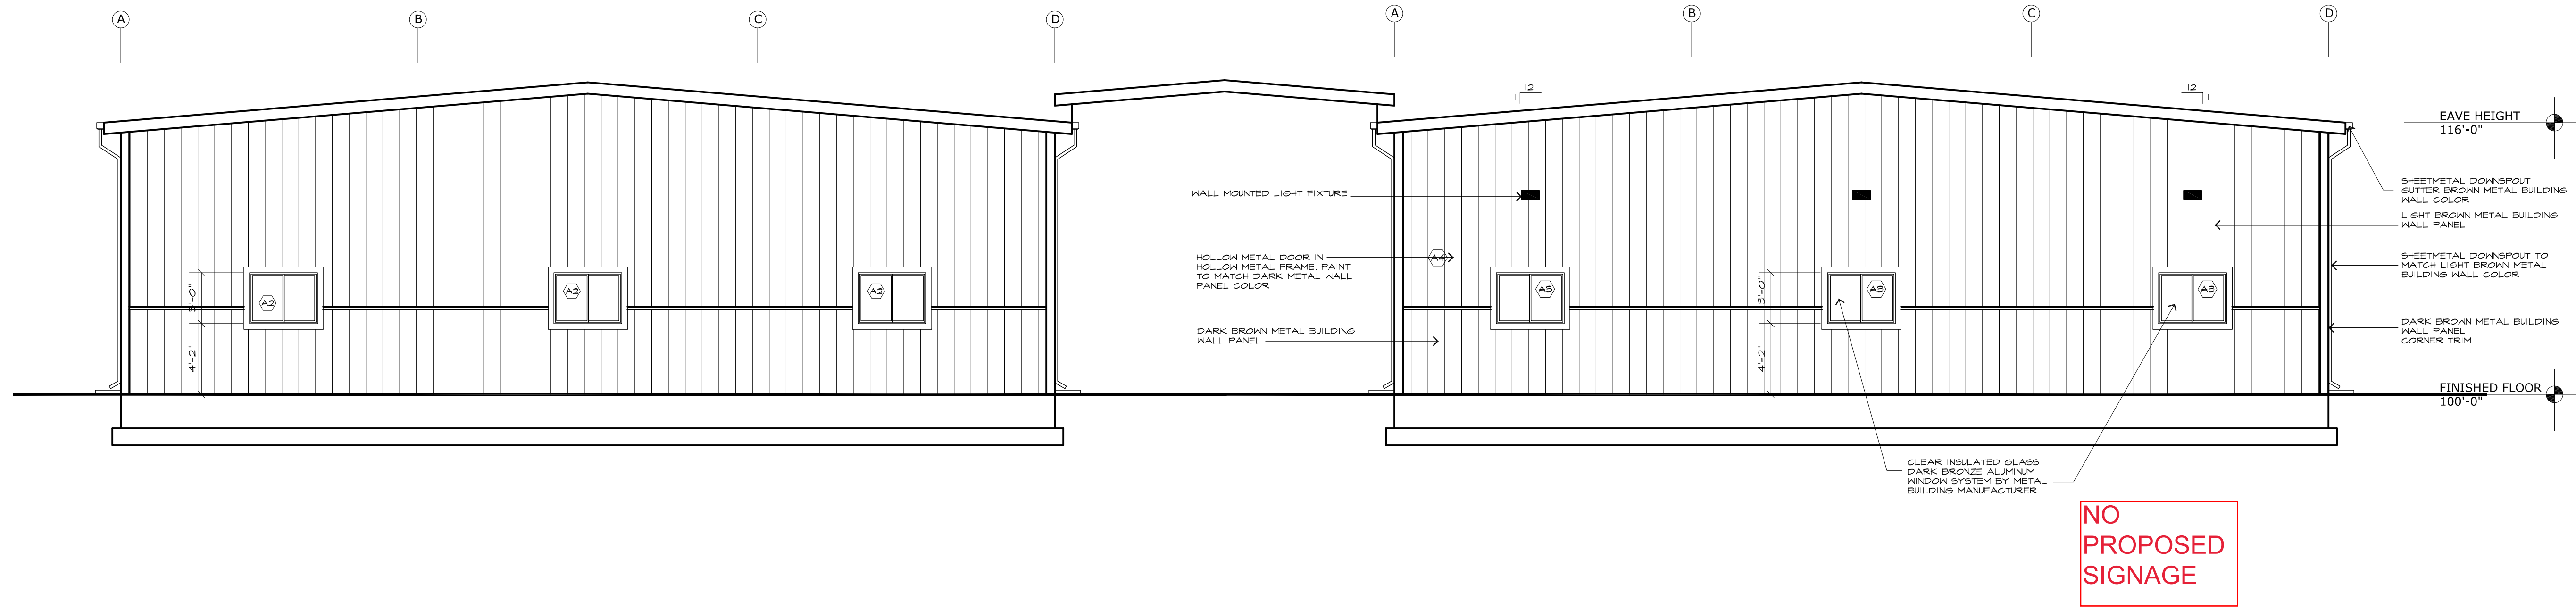 A
B
C
D
A
B
C
D
12
1
12
1
EAVE HEIGHT
116'-0"
WALL MOUNTED LIGHT FIXTURE
HOLLOW METAL DOOR IN
HOLLOW METAL FRAME. PAINT
TO MATCH DARK METAL WALL
PANEL COLOR
DARK BROWN METAL BUILDING
WALL PANEL
A4
SHEETMETAL DOWNSPOUT
GUTTER BROWN METAL BUILDING
WALL COLOR
LIGHT BROWN METAL BUILDING
WALL PANEL
SHEETMETAL DOWNSPOUT TO
MATCH LIGHT BROWN METAL
BUILDING WALL COLOR
DARK BROWN METAL BUILDING
WALL PANEL
CORNER TRIM
3'-0"
4'-2"
A2
A2
A2
A3
3'-0"
4'-2"
A3
A3
FINISHED FLOOR
100'-0"
CLEAR INSULATED GLASS
DARK BRONZE ALUMINUM
WINDOW SYSTEM BY METAL
BUILDING MANUFACTURER
NO
PROPOSED
SIGNAGE